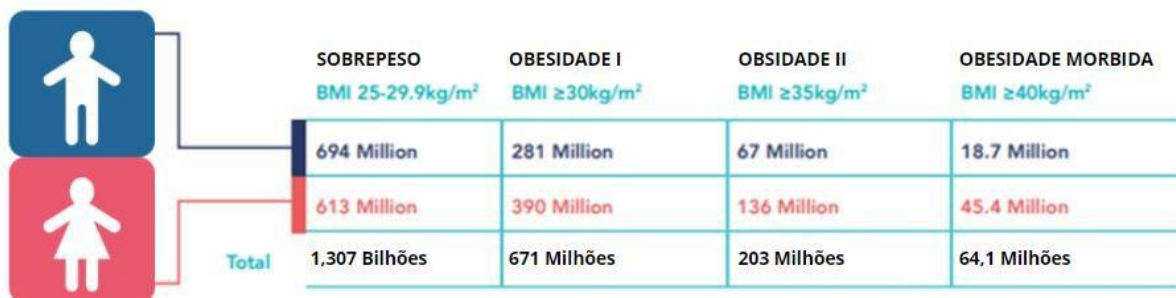 SOBREPESO OBESIDADE I OBSIDADE II OBESIDADE MORBIDA
BMI 25-29.9kg/m² BMI ≥30kg/m² BMI ≥35kg/m² BMI ≥40kg/m²
694 Million 281 Million 67 Million 18.7 Million
613 Million 390 Million 136 Million 45.4 Million
Total 1,307 Bilhões 671 Milhões 203 Milhões 64,1 Milhões